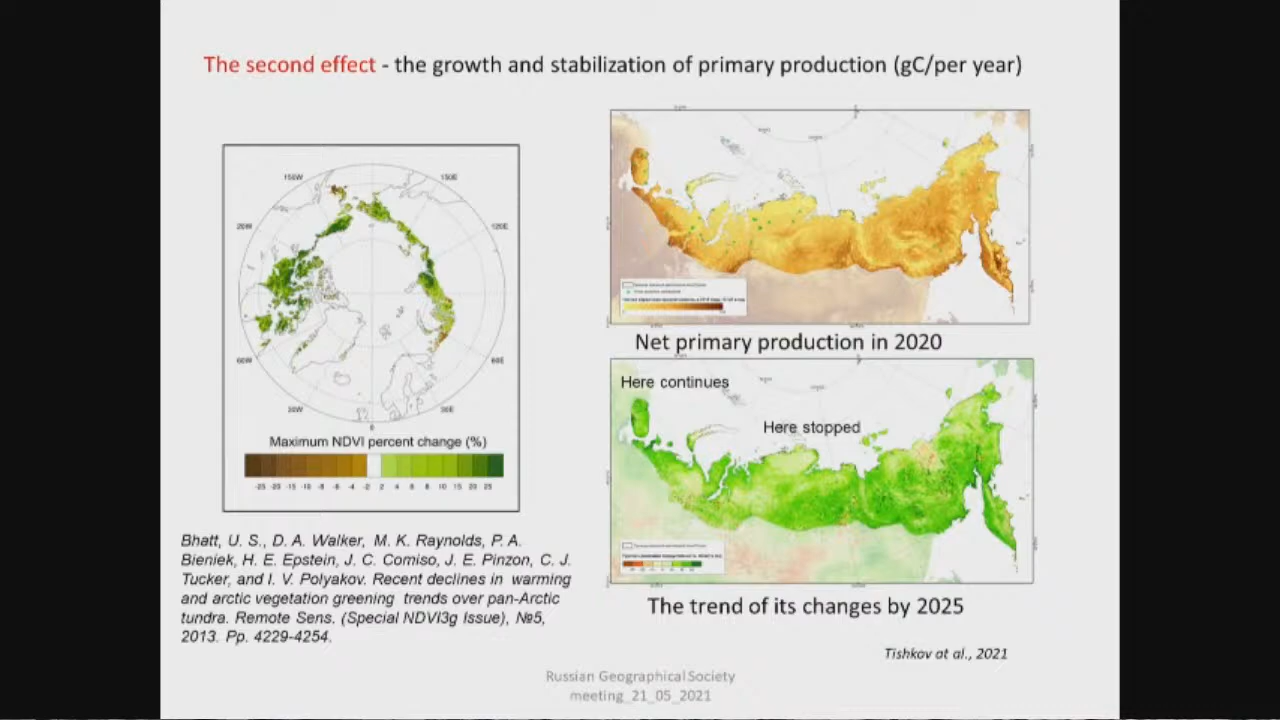 The second effect - the growth and stabilization of primary production (gC/per year)
150W
150E
20W
120E
60W
60E
20W
30E
0
Maximum NDVI percent change (%)
-25 -20 -15 -10 -8 -6 -4 -2 2 4 6 8 10 15 20 25
Bhatt, U. S., D. A. Walker, M. K. Raynolds, P. A.
Bieniek, H. E. Epstein, J. C. Comiso, J. E. Pinzon, C. J.
Tucker, and I. V. Polyakov. Recent declines in warming
and arctic vegetation greening trends over pan-Arctic
tundra. Remote Sens. (Special NDVI3g Issue), №5,
2013. Pp. 4229-4254.
Net primary production in 2020
Here continues
Here stopped
The trend of its changes by 2025
Tishkov at al., 2021
Russian Geographical Society
meeting_21_05_2021